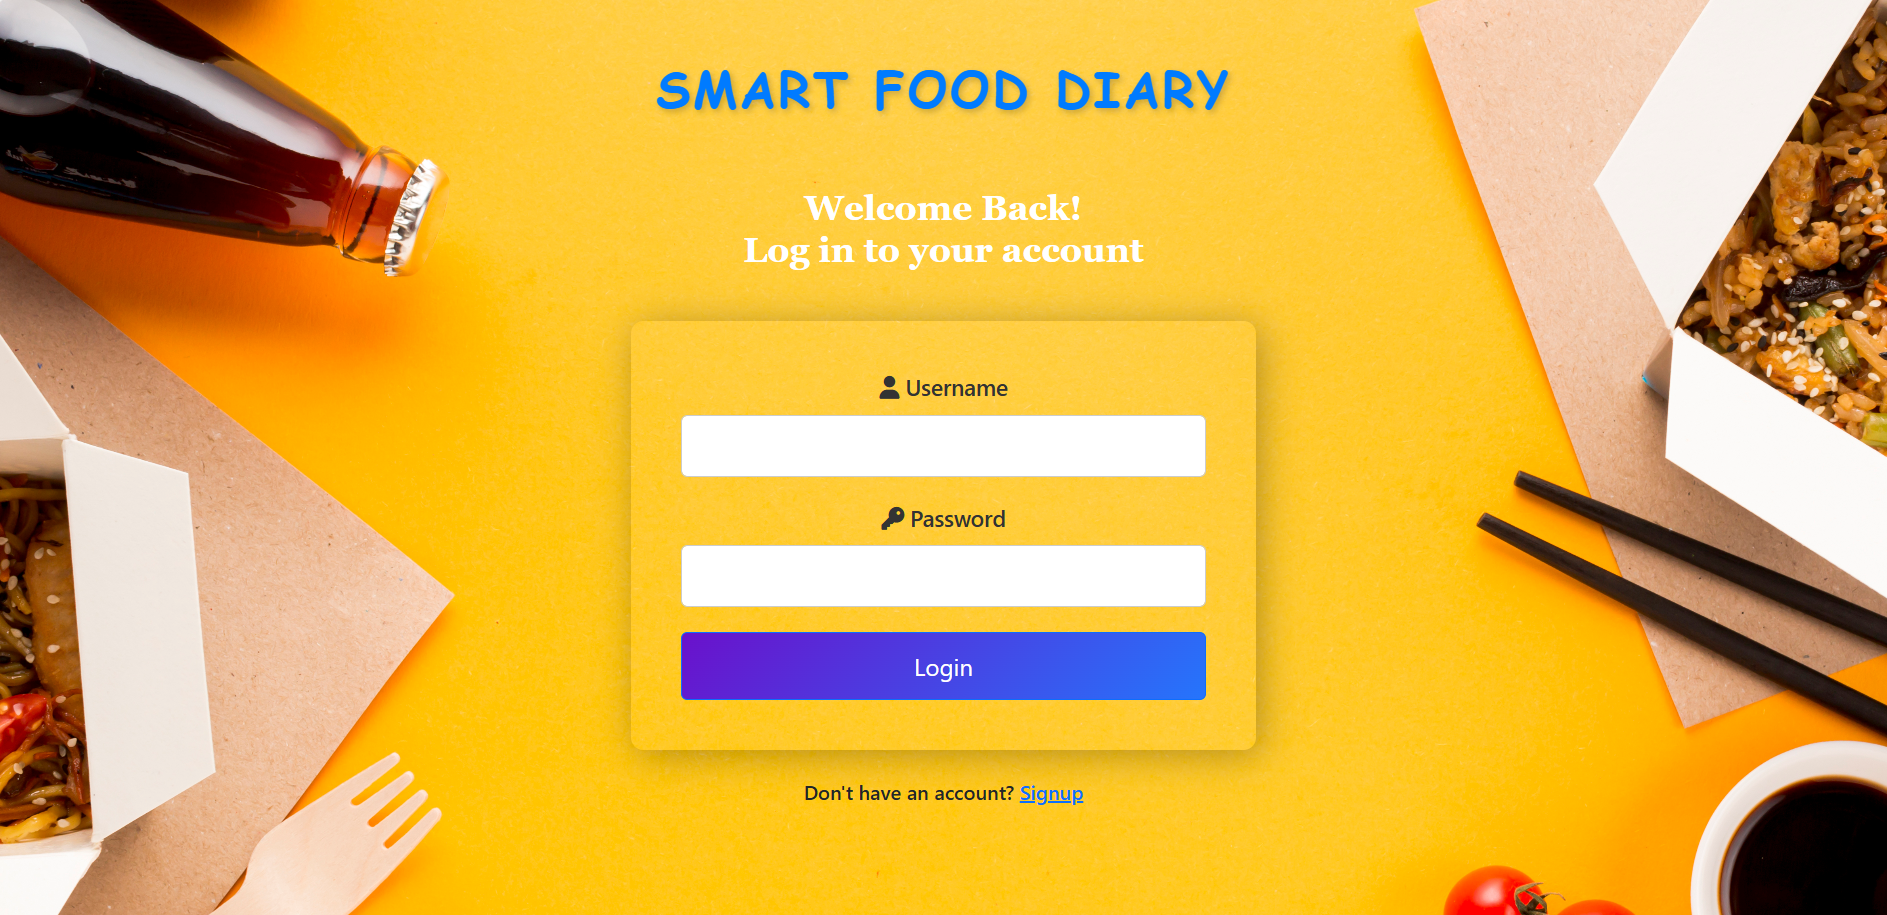 SMART FOOD DIARY
Welcome Back!
Log in to your account
Username
Password
Login
Don't have an account? Signup